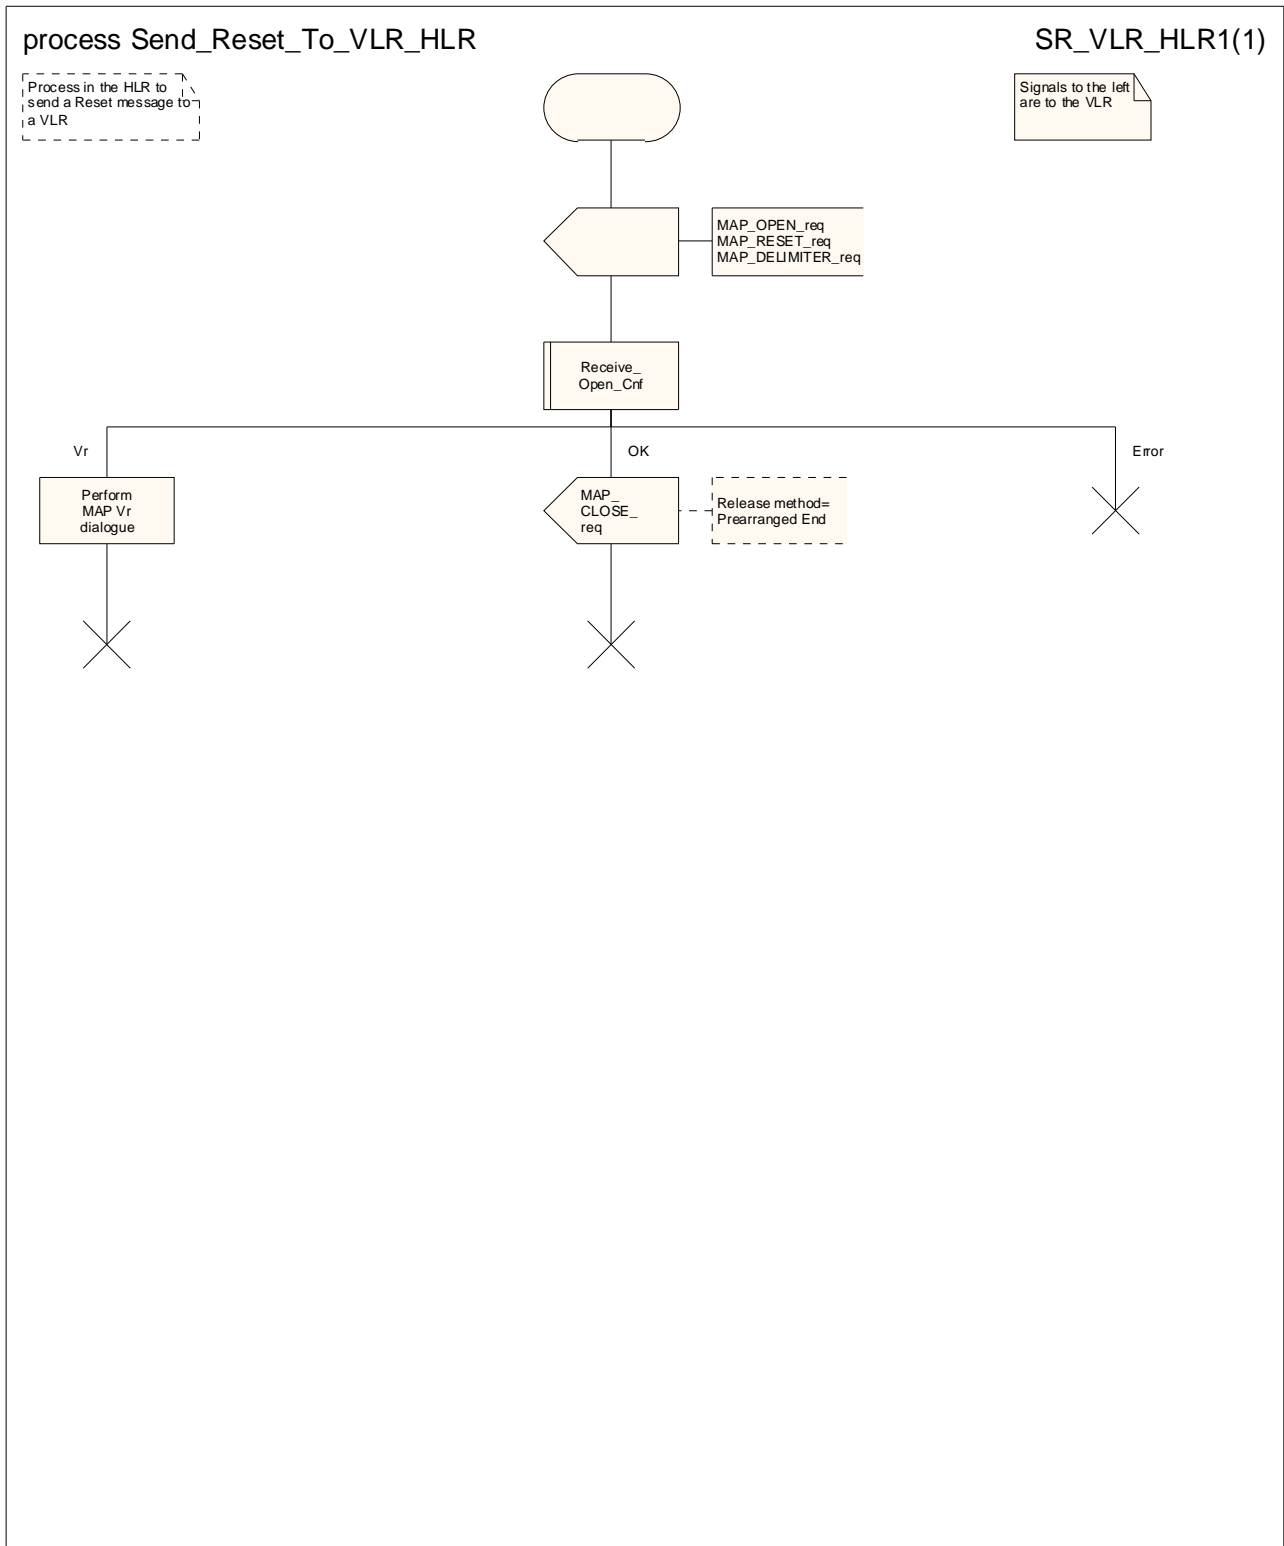 process Send_Reset_To_VLR_HLR
SR_VLR_HLR1(1)
Process in the HLR to
send a Reset message to
a VLR
Signals to the left
are to the VLR
MAP_OPEN_req
MAP_RESET_req
MAP_DELIMITER_req
Receive_
Open_Cnf
Vr
OK
Error
Perform
MAP Vr
dialogue
MAP_
CLOSE_
req
Release method=
Prearranged End